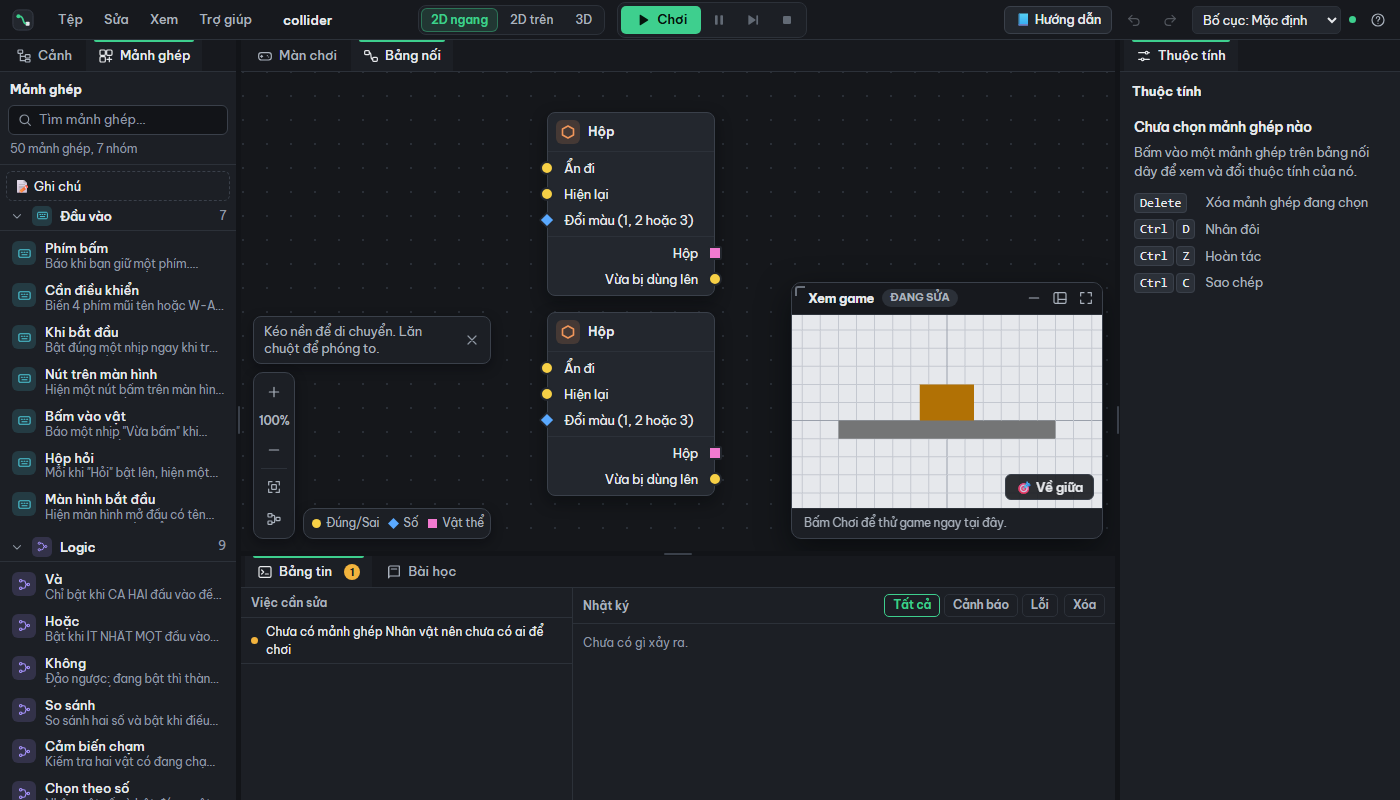 Tệp Sửa Xem Trợ giúp collider 2D ngang 2D trên 3D Chơi Hướng dẫn Bố cục: Mặc định
Cảnh Mảnh ghép Màn chơi Bảng nối Thuộc tính
Mảnh ghép
Tìm mảnh ghép...
50 mảnh ghép, 7 nhóm
Ghi chú
Đầu vào 7
Phím bấm
Báo khi bạn giữ một phím....
Cần điều khiển
Biến 4 phím mũi tên hoặc W-A...
Khi bắt đầu
Bật đúng một nhịp ngay khi tr...
Nút trên màn hình
Hiện một nút bấm trên màn hìn...
Bấm vào vật
Báo một nhịp "Vừa bấm" khi...
Hộp hỏi
Mỗi khi "Hỏi" bật lên, hiện một...
Màn hình bắt đầu
Hiện màn hình mở đầu có tên...
Logic 9
Và
Chỉ bật khi CẢ HAI đầu vào đề...
Hoặc
Bật khi ÍT NHẤT MỘT đầu vào...
Không
Đảo ngược: đang bật thì thàn...
So sánh
So sánh hai số và bật khi điều...
Cảm biến chạm
Kiểm tra hai vật có đang chạ...
Chọn theo số
Hộp
Ẩn đi
Hiện lại
Đổi màu (1, 2 hoặc 3)
Hộp
Vừa bị dùng lên
Hộp
Ẩn đi
Hiện lại
Đổi màu (1, 2 hoặc 3)
Hộp
Vừa bị dùng lên
Kéo nền để di chuyển. Lăn
chuột để phóng to.
100%
Đúng/Sai Số Vật thể
Xem game ĐANG SỬA
Về giữa
Bấm Chơi để thử game ngay tại đây.
Bảng tin 1 Bài học
Việc cần sửa
Chưa có mảnh ghép Nhân vật nên chưa có ai để
chơi
Nhật ký Tất cả Cảnh báo Lỗi Xóa
Chưa có gì xảy ra.
Thuộc tính
Chưa chọn mảnh ghép nào
Bấm vào một mảnh ghép trên bảng nối
dây để xem và đổi thuộc tính của nó.
Delete Xóa mảnh ghép đang chọn
Ctrl D Nhân đôi
Ctrl Z Hoàn tác
Ctrl C Sao chép